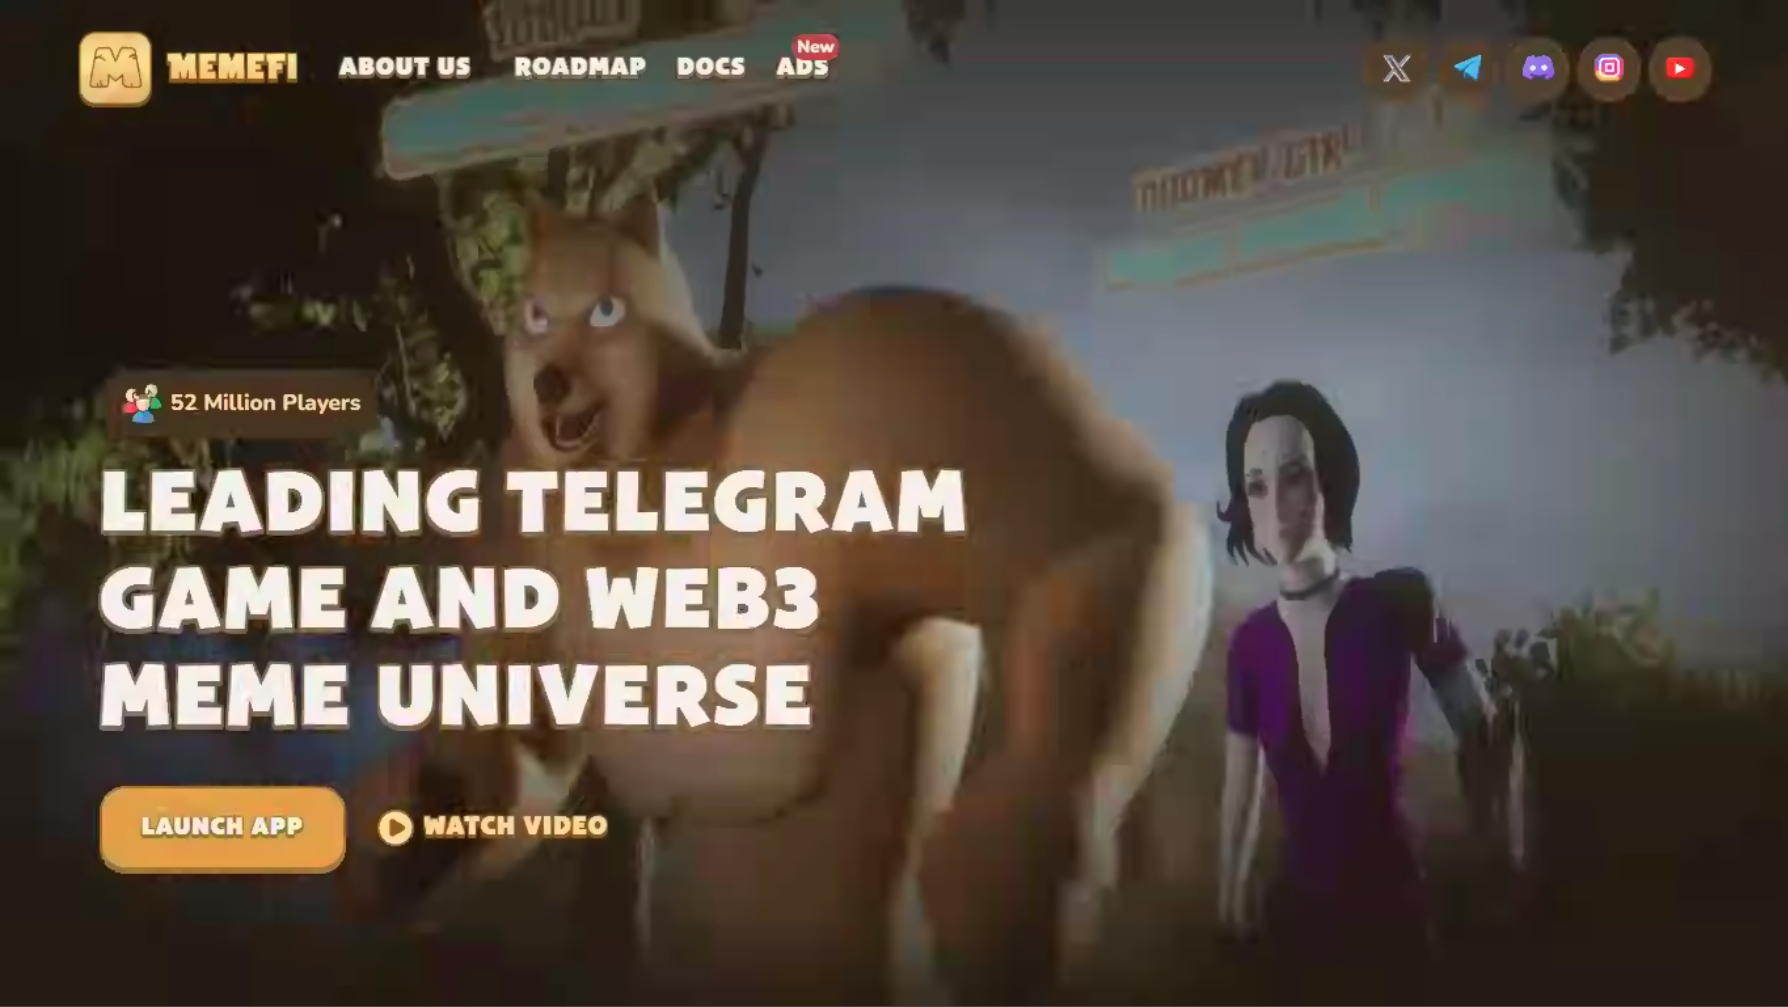 MEMEFI
ABOUT US
ROADMAP
DOCS
ADS
New
52 Million Players
LEADING TELEGRAM
GAME AND WEB3
MEME UNIVERSE
LAUNCH APP
WATCH VIDEO